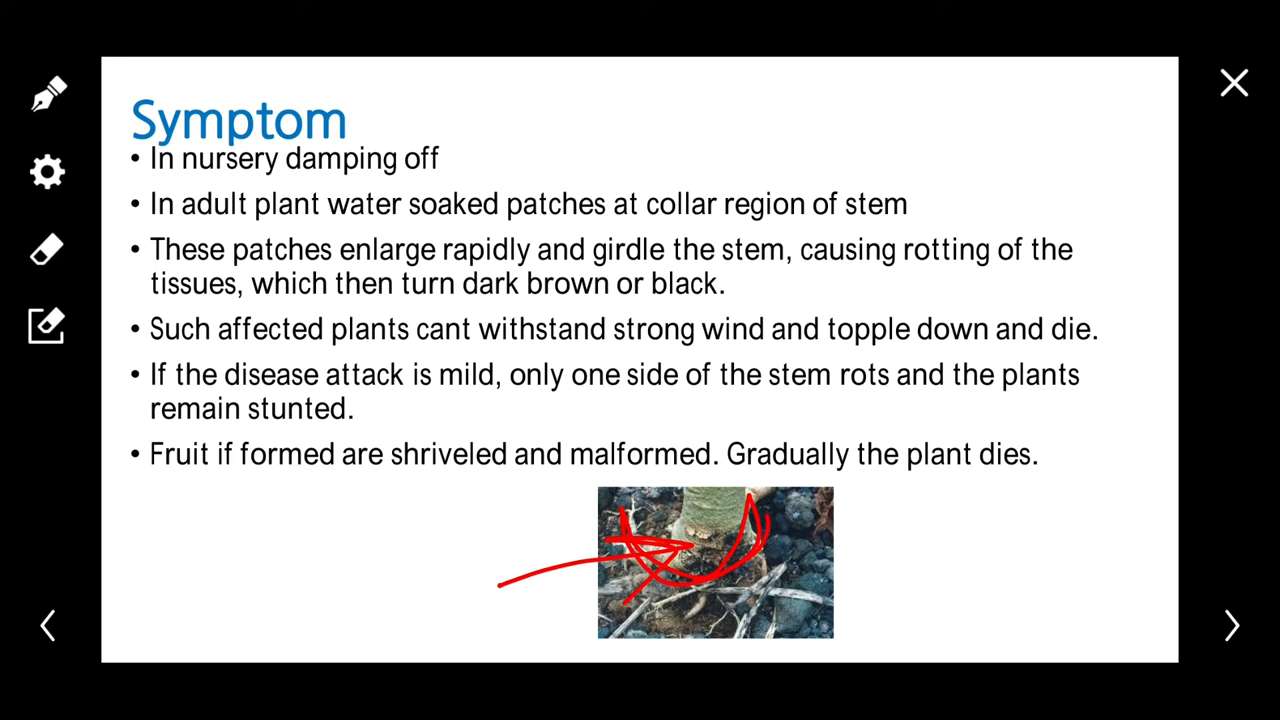 Symptom
• In nursery damping off
• In adult plant water soaked patches at collar region of stem
• These patches enlarge rapidly and girdle the stem, causing rotting of the
tissues, which then turn dark brown or black.
• Such affected plants cant withstand strong wind and topple down and die.
• If the disease attack is mild, only one side of the stem rots and the plants
remain stunted.
• Fruit if formed are shriveled and malformed. Gradually the plant dies.